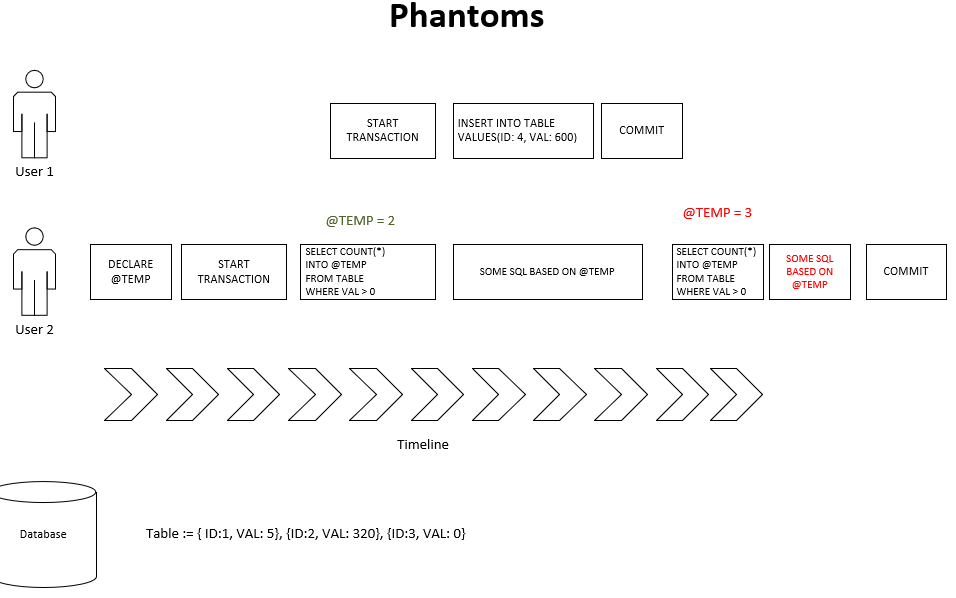 Phantoms
START
TRANSACTION
INSERT INTO TABLE
VALUES(ID: 4, VAL: 600)
COMMIT
User 1
@TEMP = 2
@TEMP = 3
DECLARE
@TEMP
START
TRANSACTION
SELECT COUNT(*)
INTO @TEMP
FROM TABLE
WHERE VAL > 0
SOME SQL BASED ON @TEMP
SELECT COUNT(*)
INTO @TEMP
FROM TABLE
WHERE VAL > 0
SOME SQL
BASED ON
@TEMP
COMMIT
User 2
Timeline
Database
Table := { ID:1, VAL: 5}, {ID:2, VAL: 320}, {ID:3, VAL: 0}